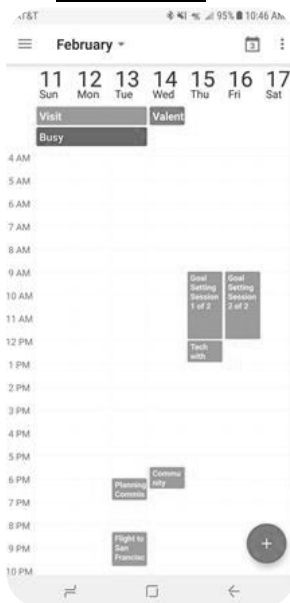 AT&T 95% 10:46 AM
February 3
11 12 13 14 15 16 17
Sun Mon Tue Wed Thu Fri Sat
Visit Valent
Busy
4 AM
5 AM
6 AM
7 AM
8 AM
9 AM
Goal Setting Session 1 of 2
Goal Setting Session 2 of 2
10 AM
11 AM
12 PM
Tech with
1 PM
2 PM
3 PM
4 PM
5 PM
Commu nity
6 PM
Planning Commis
7 PM
8 PM
Flight to San Francisc
9 PM
10 PM